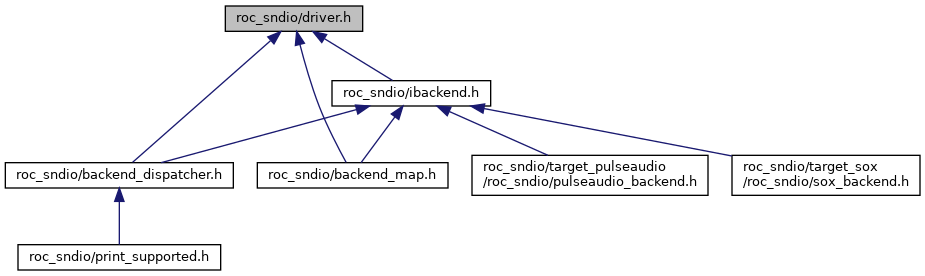 roc_sndio/driver.h
roc_sndio/ibackend.h
roc_sndio/backend_dispatcher.h
roc_sndio/backend_map.h
roc_sndio/target_pulseaudio
/roc_sndio/pulseaudio_backend.h
roc_sndio/target_sox
/roc_sndio/sox_backend.h
roc_sndio/print_supported.h